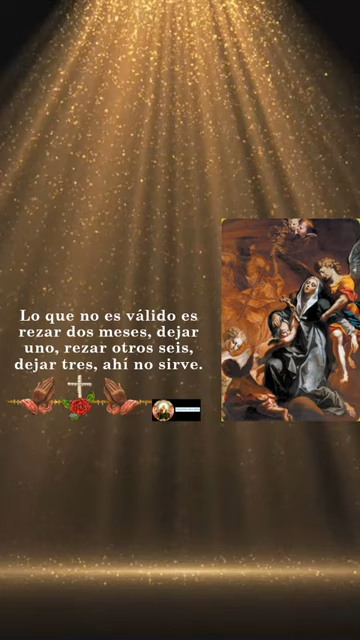 Lo que no es válido es
rezar dos meses, dejar
uno, rezar otros seis,
dejar tres, ahí no sirve.